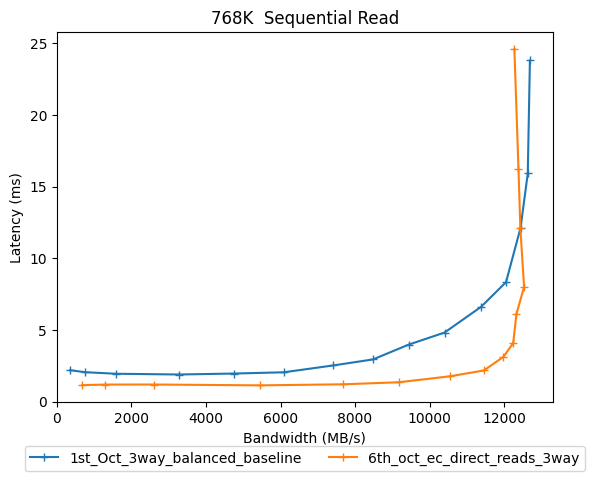 768K  Sequential Read
25
20
15
10
5
0
Latency (ms)
0 2000 4000 6000 8000 10000 12000
Bandwidth (MB/s)
1st_Oct_3way_balanced_baseline 6th_oct_ec_direct_reads_3way